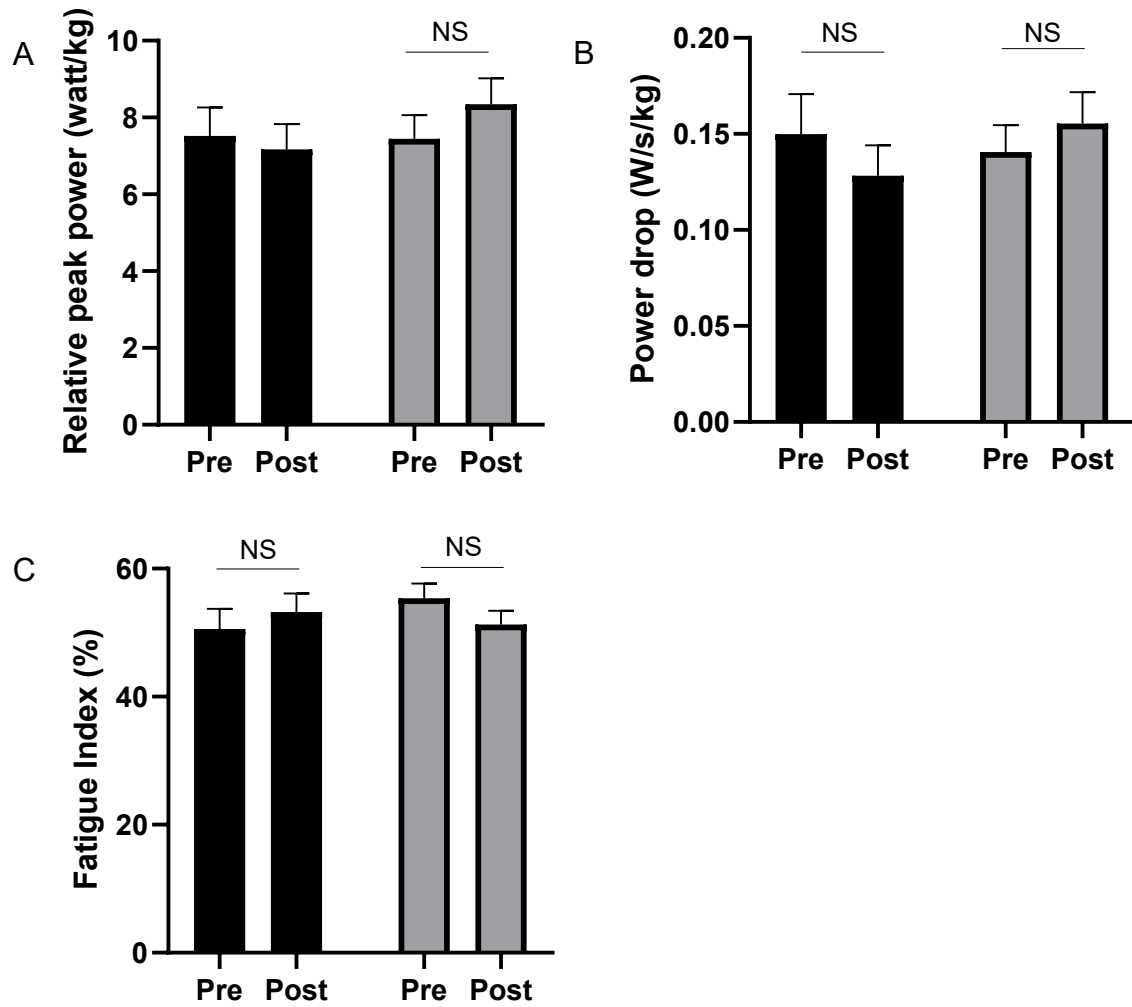 A
Relative peak power (watt/kg)
10
8
6
4
2
0
NS
Pre Post Pre Post
B
Power drop (W/s/kg)
0.20
0.15
0.10
0.05
0.00
NS NS
Pre Post Pre Post
C
Fatigue Index (%)
60
40
20
0
NS NS
Pre Post Pre Post